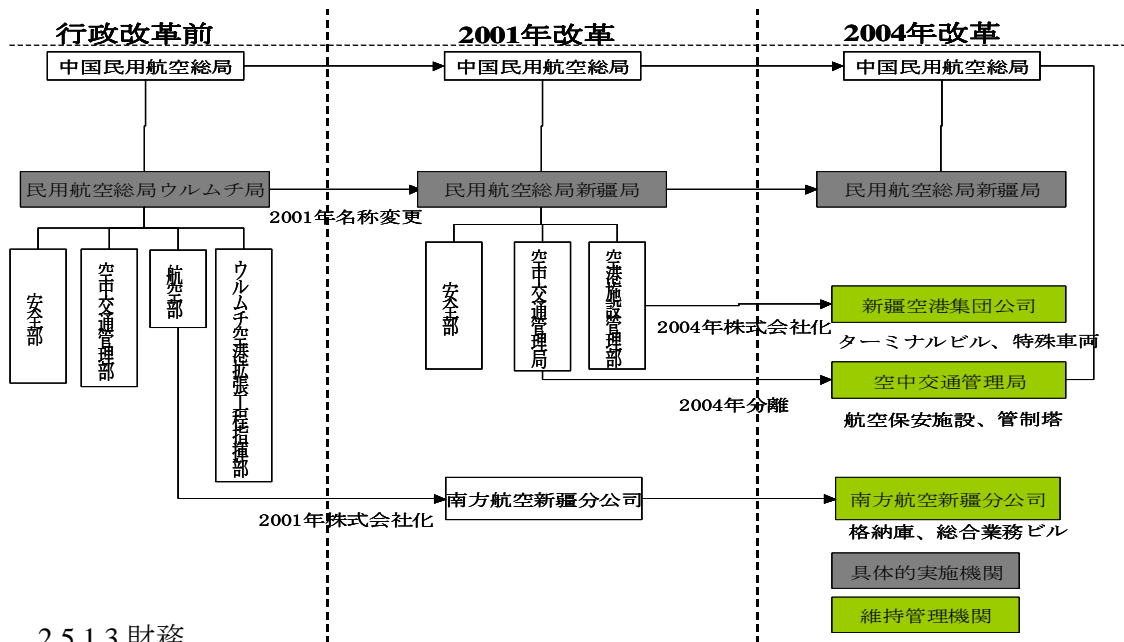 行政改革前
2001年改革
2004年改革
中国民用航空総局
中国民用航空総局
中国民用航空総局
民用航空総局ウルムチ局
民用航空総局新疆局
民用航空総局新疆局
2001年名称変更
安全部
空中交通管理部
航空部
ウルムチ空港拡張工程指揮部
安全部
空中交通管理局
空港施設管理部
2004年株式会社化
新疆空港集団公司
ターミナルビル、特殊車両
2004年分離
空中交通管理局
航空保安施設、管制塔
2001年株式会社化
南方航空新疆分公司
南方航空新疆分公司
格納庫、総合業務ビル
具体的実施機関
維持管理機関
2.5.1.3 財務